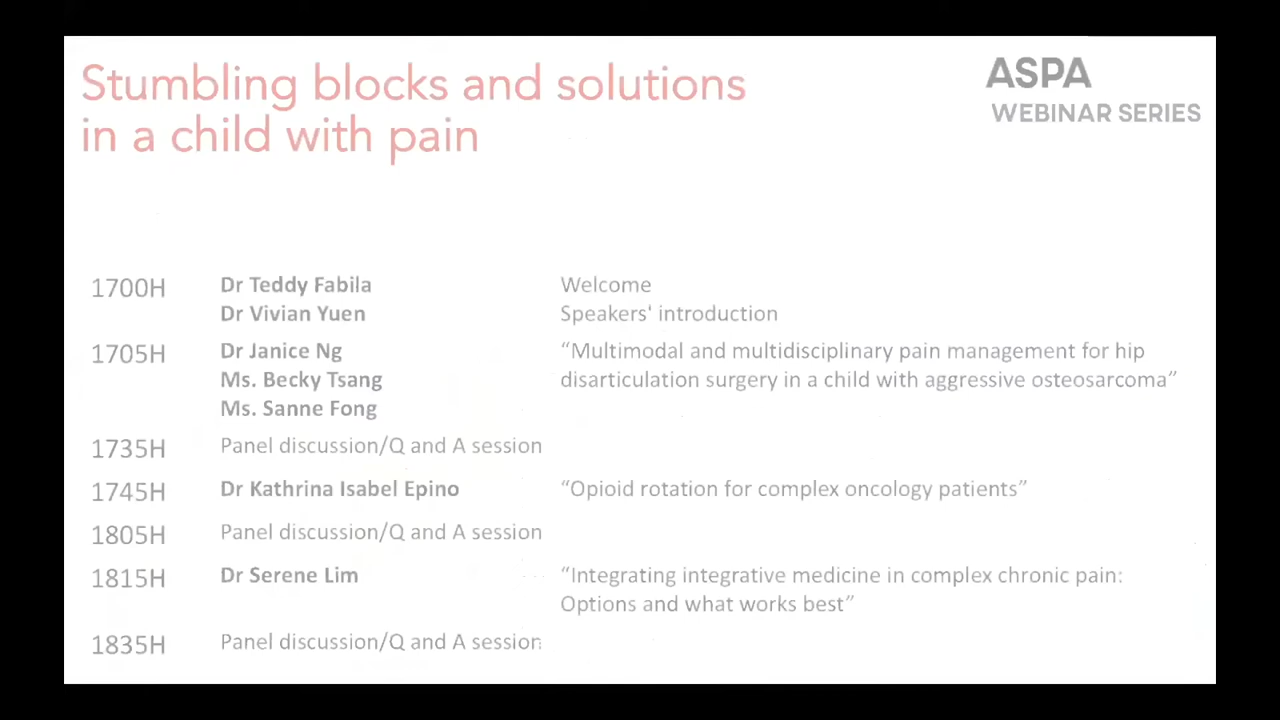 Stumbling blocks and solutions
in a child with pain
ASPA
WEBINAR SERIES
1700H Dr Teddy Fabila Welcome
Dr Vivian Yuen Speakers' introduction
1705H Dr Janice Ng “Multimodal and multidisciplinary pain management for hip
Ms. Becky Tsang disarticulation surgery in a child with aggressive osteosarcoma”
Ms. Sanne Fong
1735H Panel discussion/Q and A session
1745H Dr Kathrina Isabel Epino “Opioid rotation for complex oncology patients”
1805H Panel discussion/Q and A session
1815H Dr Serene Lim “Integrating integrative medicine in complex chronic pain:
Options and what works best”
1835H Panel discussion/Q and A session